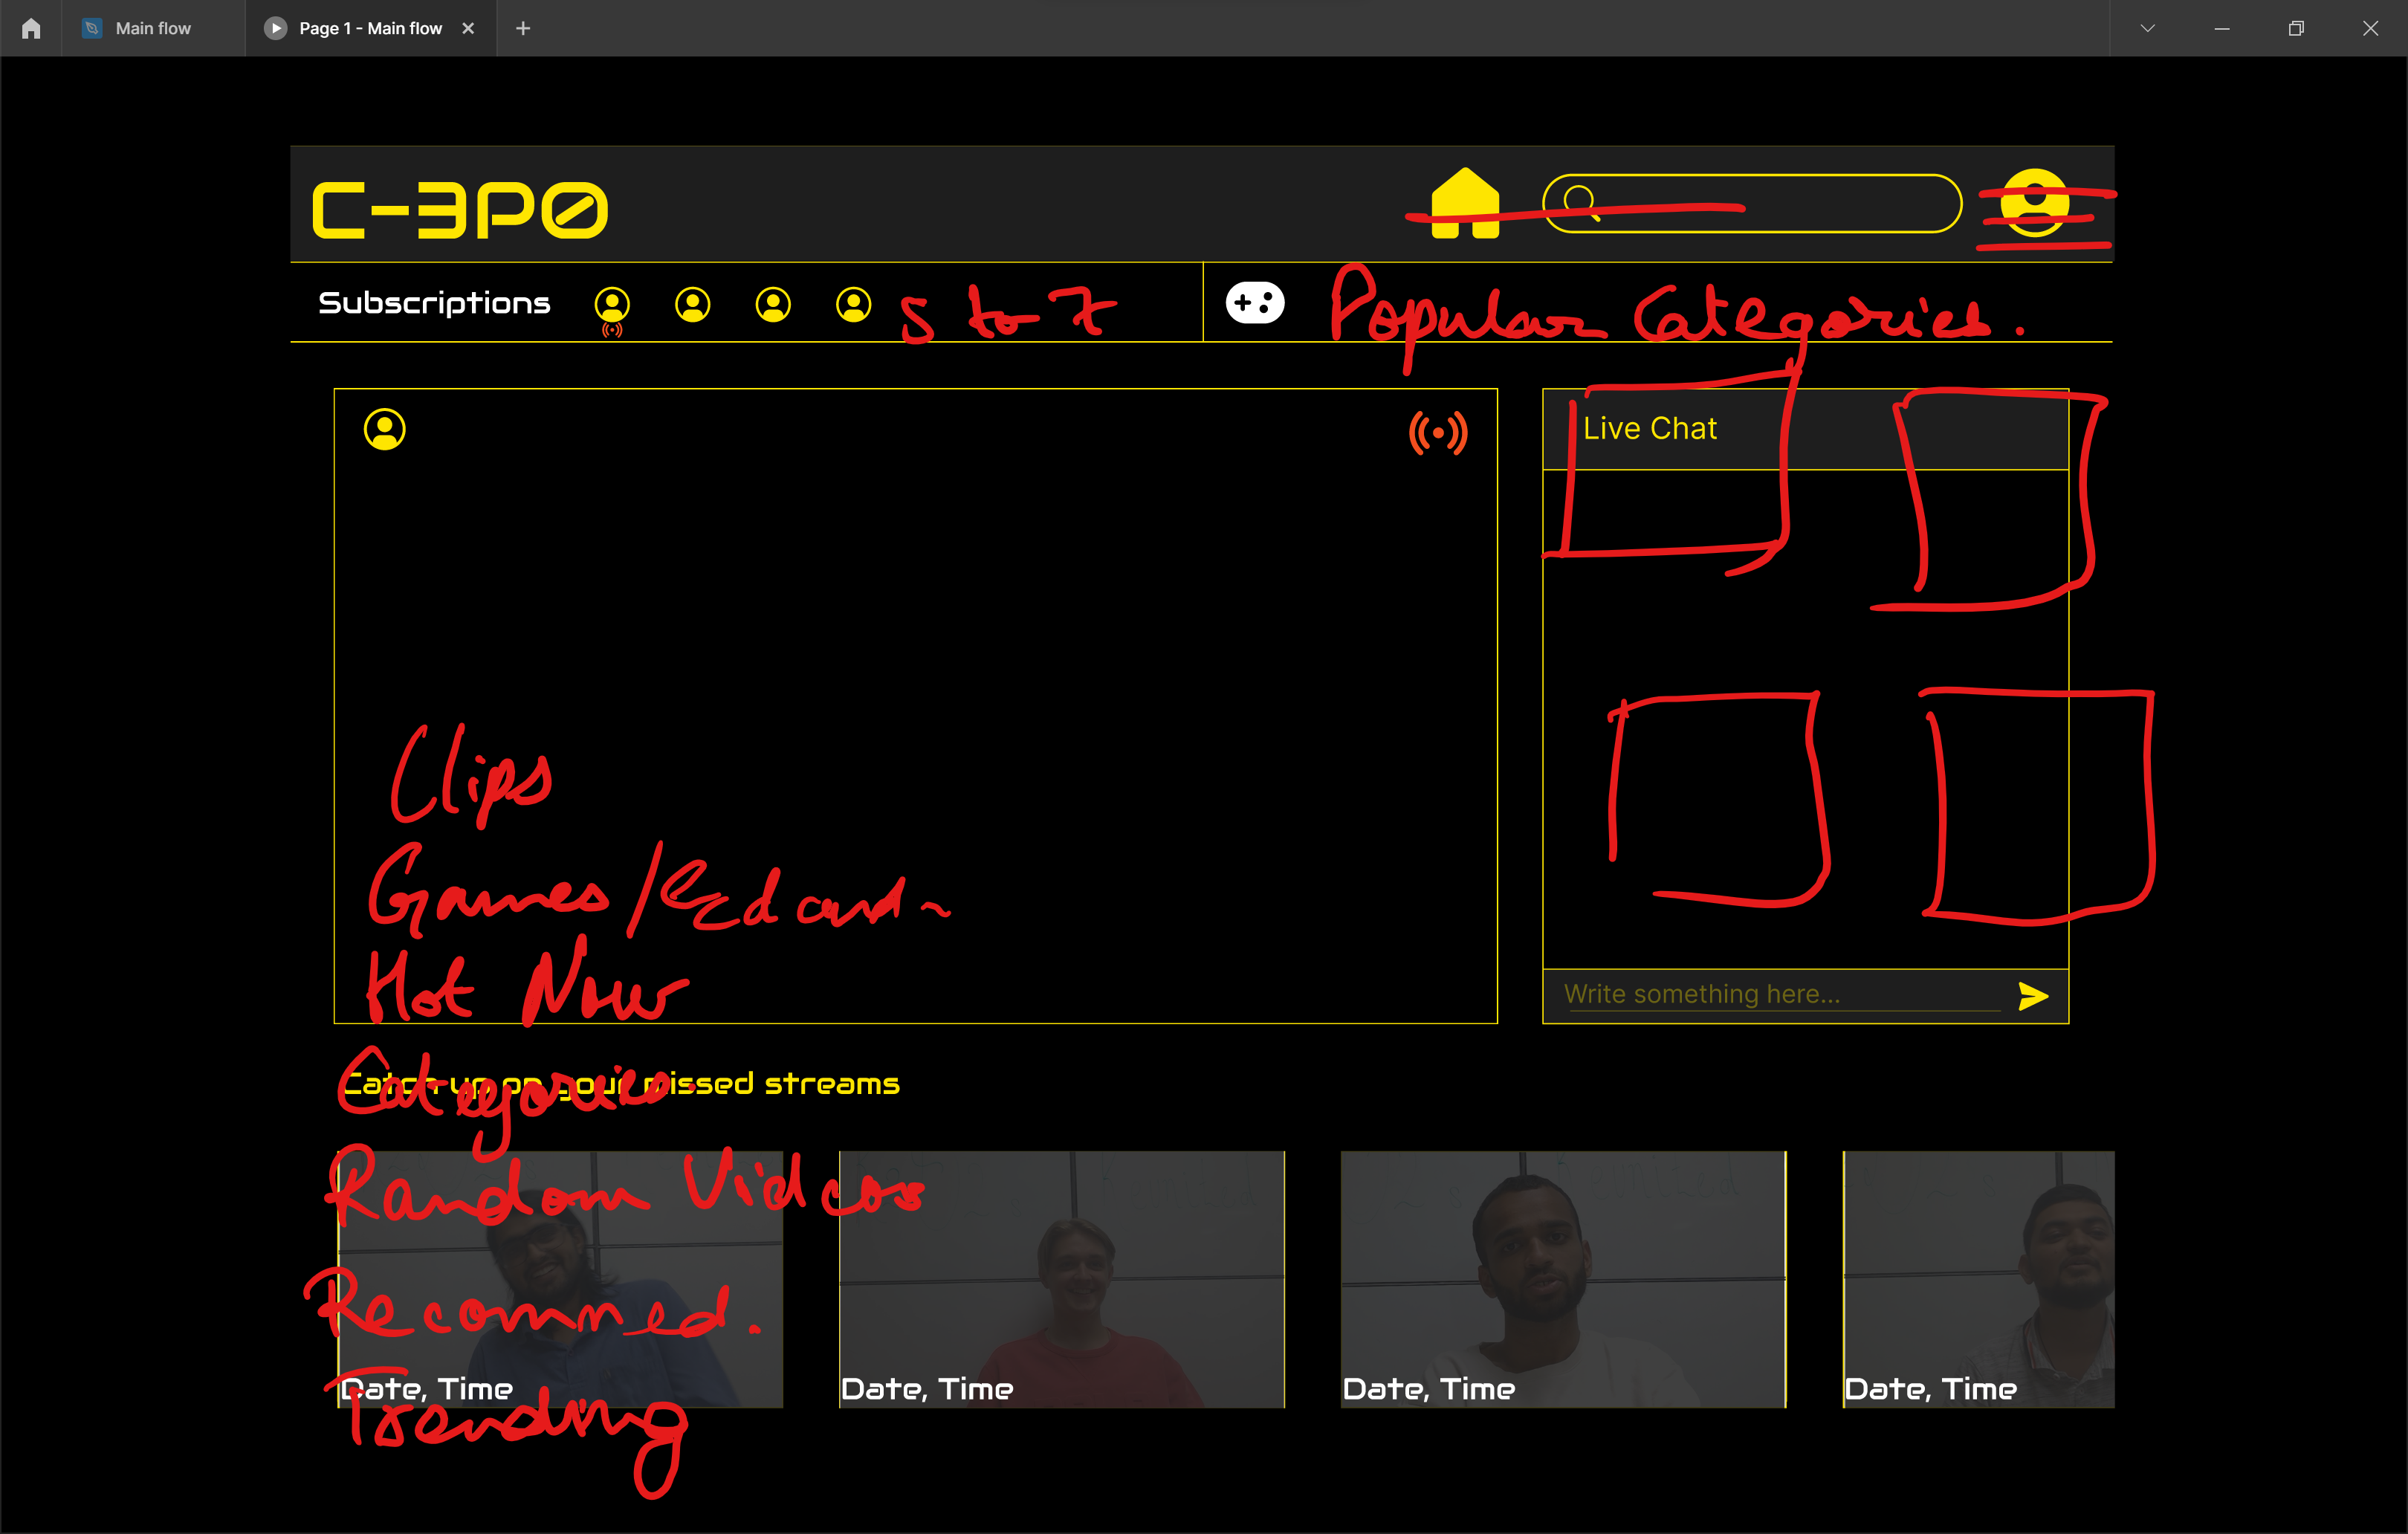 Main flow
Page 1 - Main flow
C-3PO
Subscriptions 5 to 7 Popular Categories.
Live Chat
Clips
Games/
Hot Now
Write something here...
Catch up on your missed streams
Categories.
Random Videos
Recommed.
Date, Time Date, Time Date, Time Date, Time
Trending